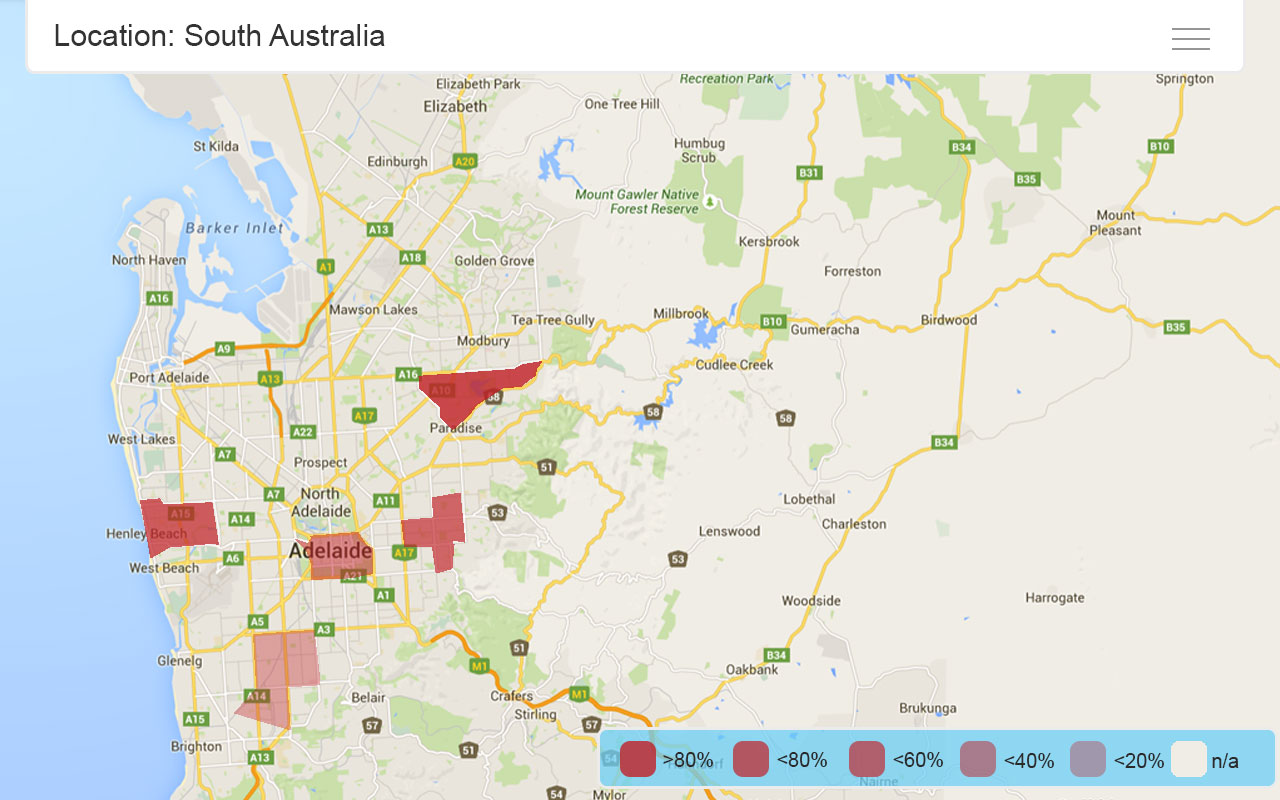 Location: South Australia
Elizabeth Park
Recreation Park
Springton
Elizabeth
One Tree Hill
St Kilda
Humbug
Scrub
B34
B10
Edinburgh
A20
B31
B35
Mount Gawler Native
Forest Reserve
Mount
Pleasant
Barker Inlet
A13
Kersbrook
North Haven
A1
A18
Golden Grove
Forreston
A16
Mawson Lakes
Tea Tree Gully
Millbrook
B10
Gumeracha
Birdwood
B35
Modbury
A9
Cudlee Creek
Port Adelaide
A13
A16
A10
58
A17
58
58
Paradise
West Lakes
A22
B34
A7
Prospect
51
A7
North
Adelaide
A11
Lobethal
A15
A14
53
Charleston
Henley Beach
Lenswood
Adelaide
A17
A6
53
West Beach
A21
A1
Woodside
Harrogate
A5
A3
51
B34
Glenelg
M1
Oakbank
A14
Belair
Crafers
M1
Brukunga
A15
57
Stirling
57
Brighton
51
A13
54
>80%
<80%
<60%
<40%
<20%
n/a
Nairne
54
Mylor